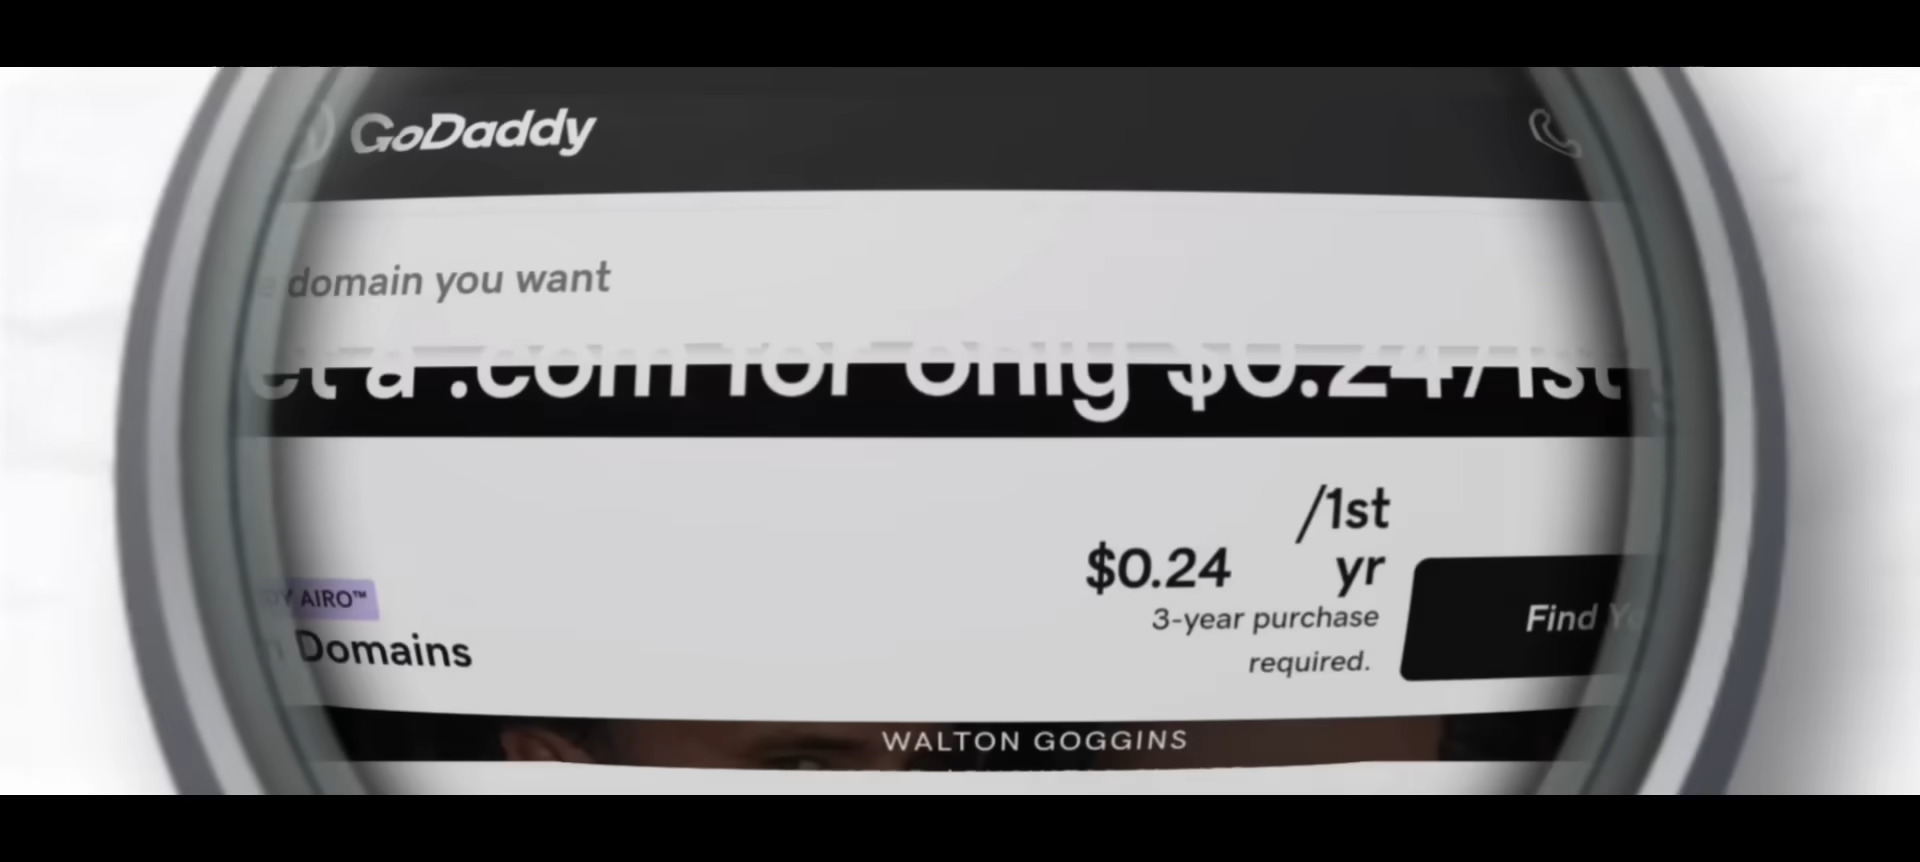 GoDaddy
domain you want
et a .com for only $0.24/1st
/1st
$0.24 yr
AIRO™
3-year purchase
Find
Domains
required.
WALTON GOGGINS